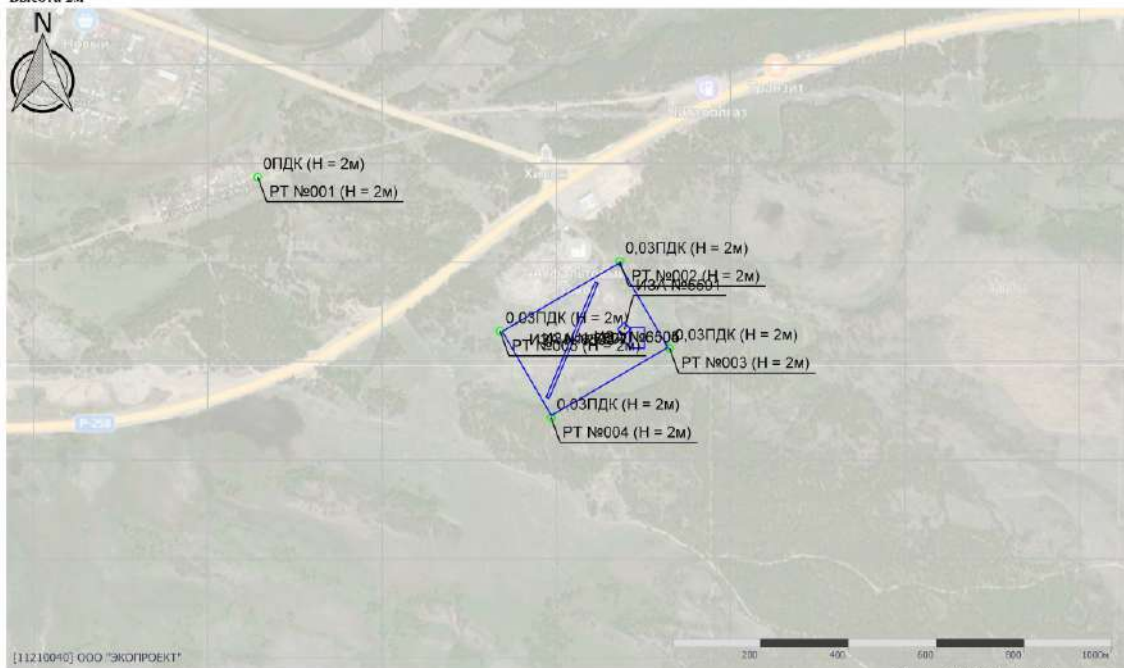 Высота 2м
N
Новый
Транзит
0ПДК (H = 2м)
РТ №001 (H = 2м)
0,03ПДК (H = 2м)
РТ №002 (H = 2м)
ИЗА №6501
0,03ПДК (H = 2м)
0,03ПДК (H = 2м)
РТ №003 (H = 2м)
0,03ПДК (H = 2м)
РТ №004 (H = 2м)
Р-258
[11210040] ООО "ЭКОПРОЕКТ"
200 400 600 800 1000м